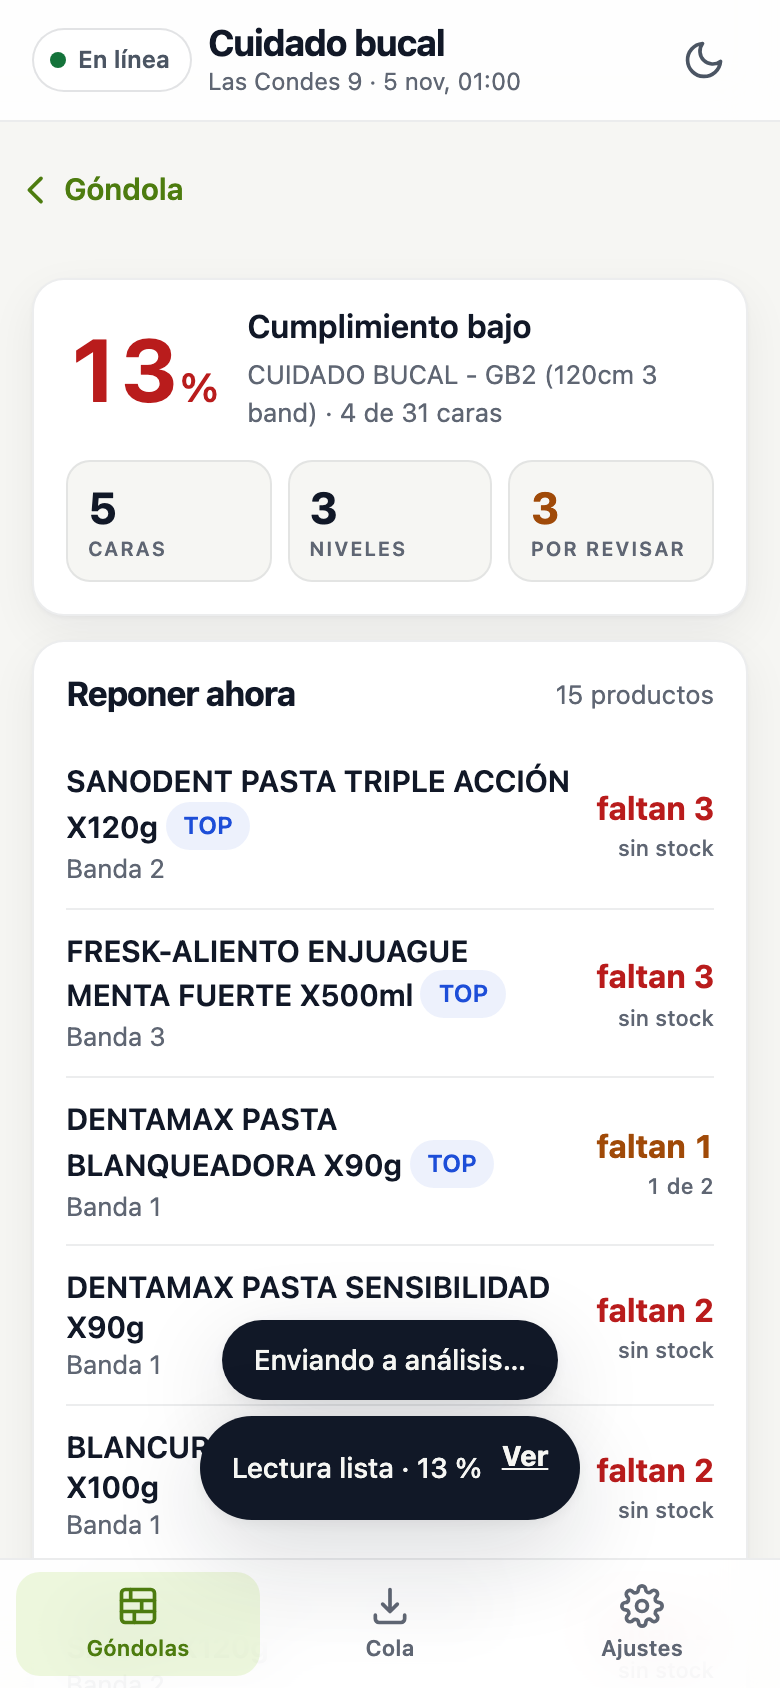 En línea
Cuidado bucal
Las Condes 9 · 5 nov, 01:00
Góndola
13%
Cumplimiento bajo
CUIDADO BUCAL - GB2 (120cm 3
band) · 4 de 31 caras
5
CARAS
3
NIVELES
3
POR REVISAR
Reponer ahora
15 productos
SANODENT PASTA TRIPLE ACCIÓN
X120g TOP
Banda 2
faltan 3
sin stock
FRESK-ALIENTO ENJUAGUE
MENTA FUERTE X500ml TOP
Banda 3
faltan 3
sin stock
DENTAMAX PASTA
BLANQUEADORA X90g TOP
Banda 1
faltan 1
1 de 2
DENTAMAX PASTA SENSIBILIDAD
X90g
Banda 1
faltan 2
sin stock
Enviando a análisis...
X100g
Banda 1
faltan 2
sin stock
Lectura lista · 13 %
Ver
Góndolas
Cola
Ajustes
Banda 2
sin stock